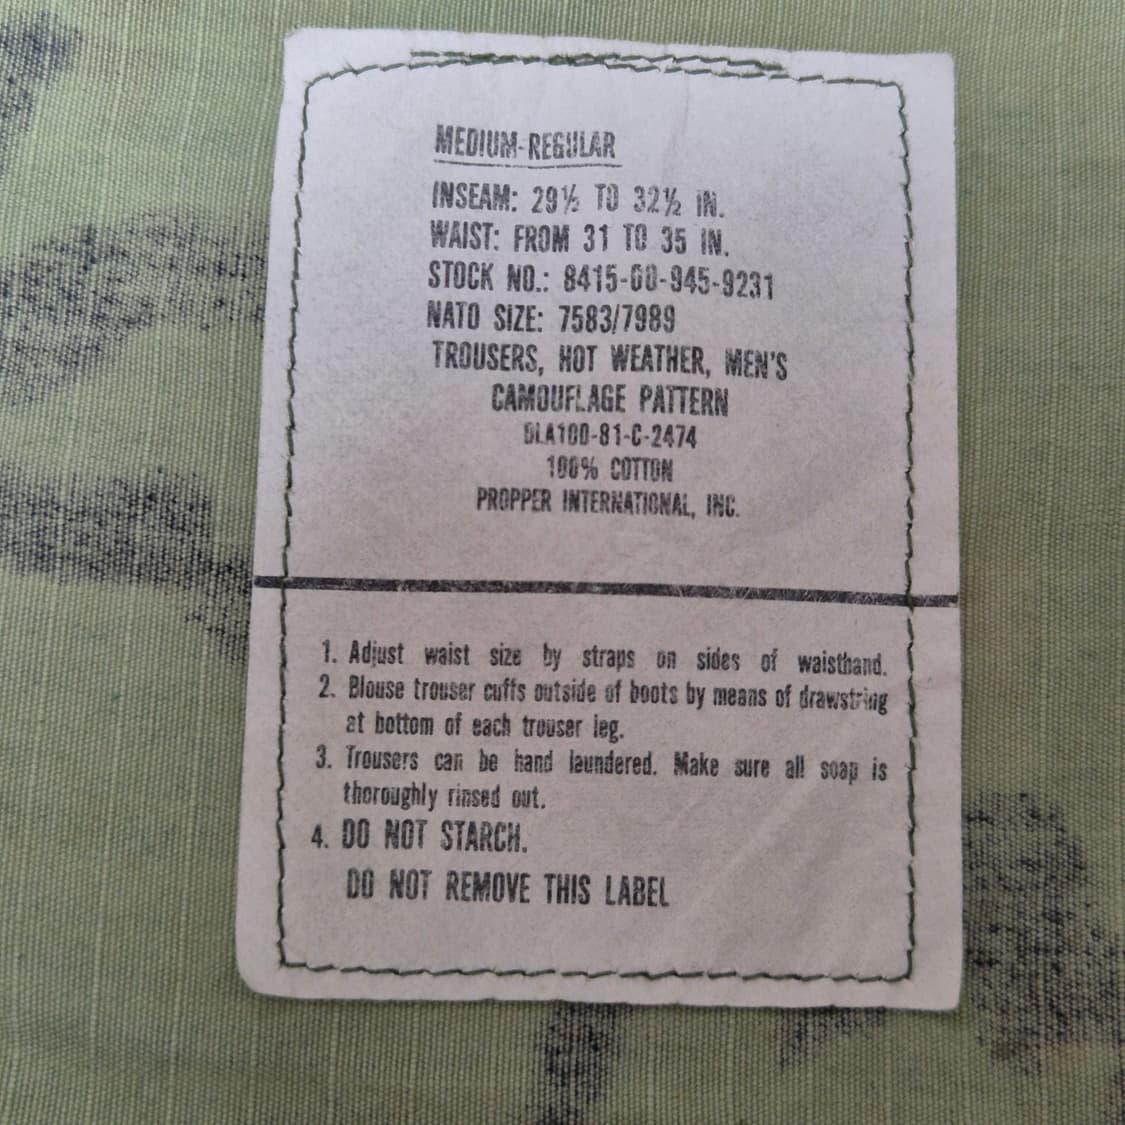 MEDIUM-REGULAR
INSEAM: 29½ TO 32½ IN.
WAIST: FROM 31 TO 35 IN.
STOCK NO.: 8415-00-945-9231
NATO SIZE: 7583/7989
TROUSERS, HOT WEATHER, MEN'S
CAMOUFLAGE PATTERN
DLA100-81-C-2474
100% COTTON
PROPPER INTERNATIONAL, INC.
1. Adjust waist size by straps on sides of waistband.
2. Blouse trouser cuffs outside of boots by means of drawstring
at bottom of each trouser leg.
3. Trousers can be hand laundered. Make sure all soap is
thoroughly rinsed out.
4. DO NOT STARCH.
DO NOT REMOVE THIS LABEL